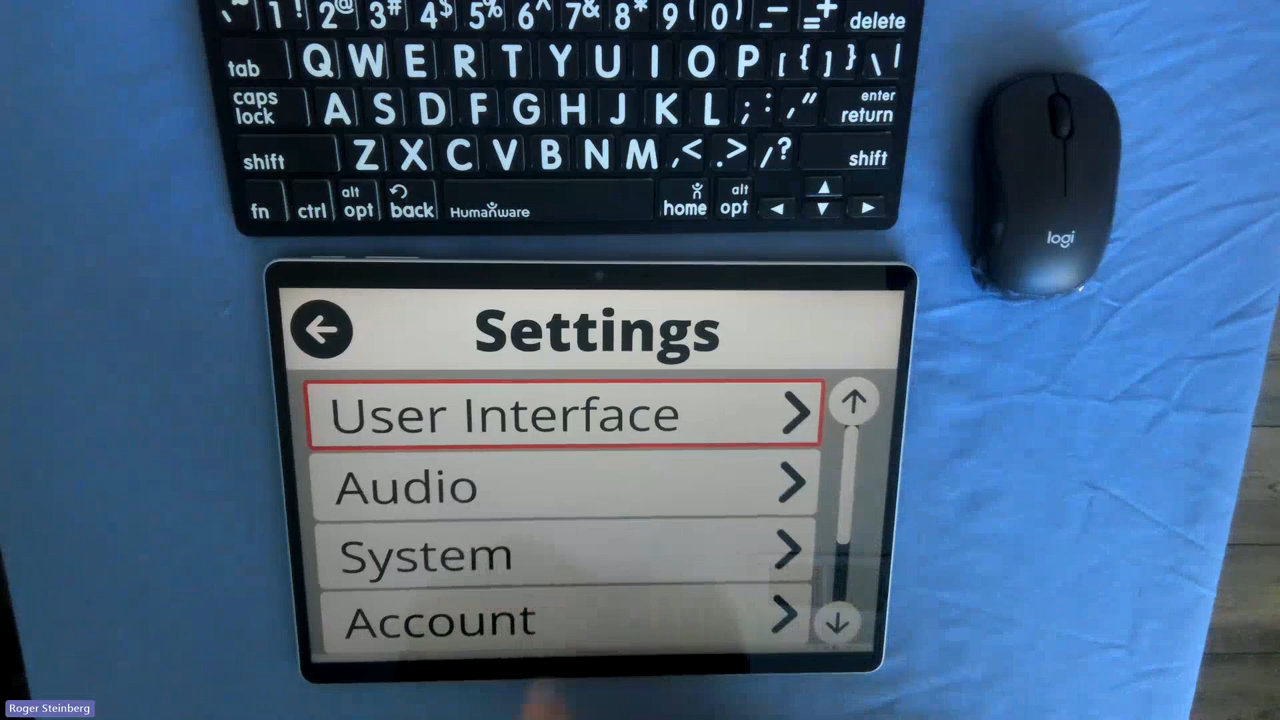 ~` 1! 2@ 3# 4$ 5% 6^ 7& 8* 9( 0) -_ =+ delete
tab Q W E R T Y U I O P [{ ]} \|
caps lock A S D F G H J K L ;: ,″ enter return
shift Z X C V B N M ,< .> /? shift
fn ctrl alt opt back HumanWare home alt opt
logi
Settings
User Interface
Audio
System
Account
Roger Steinberg